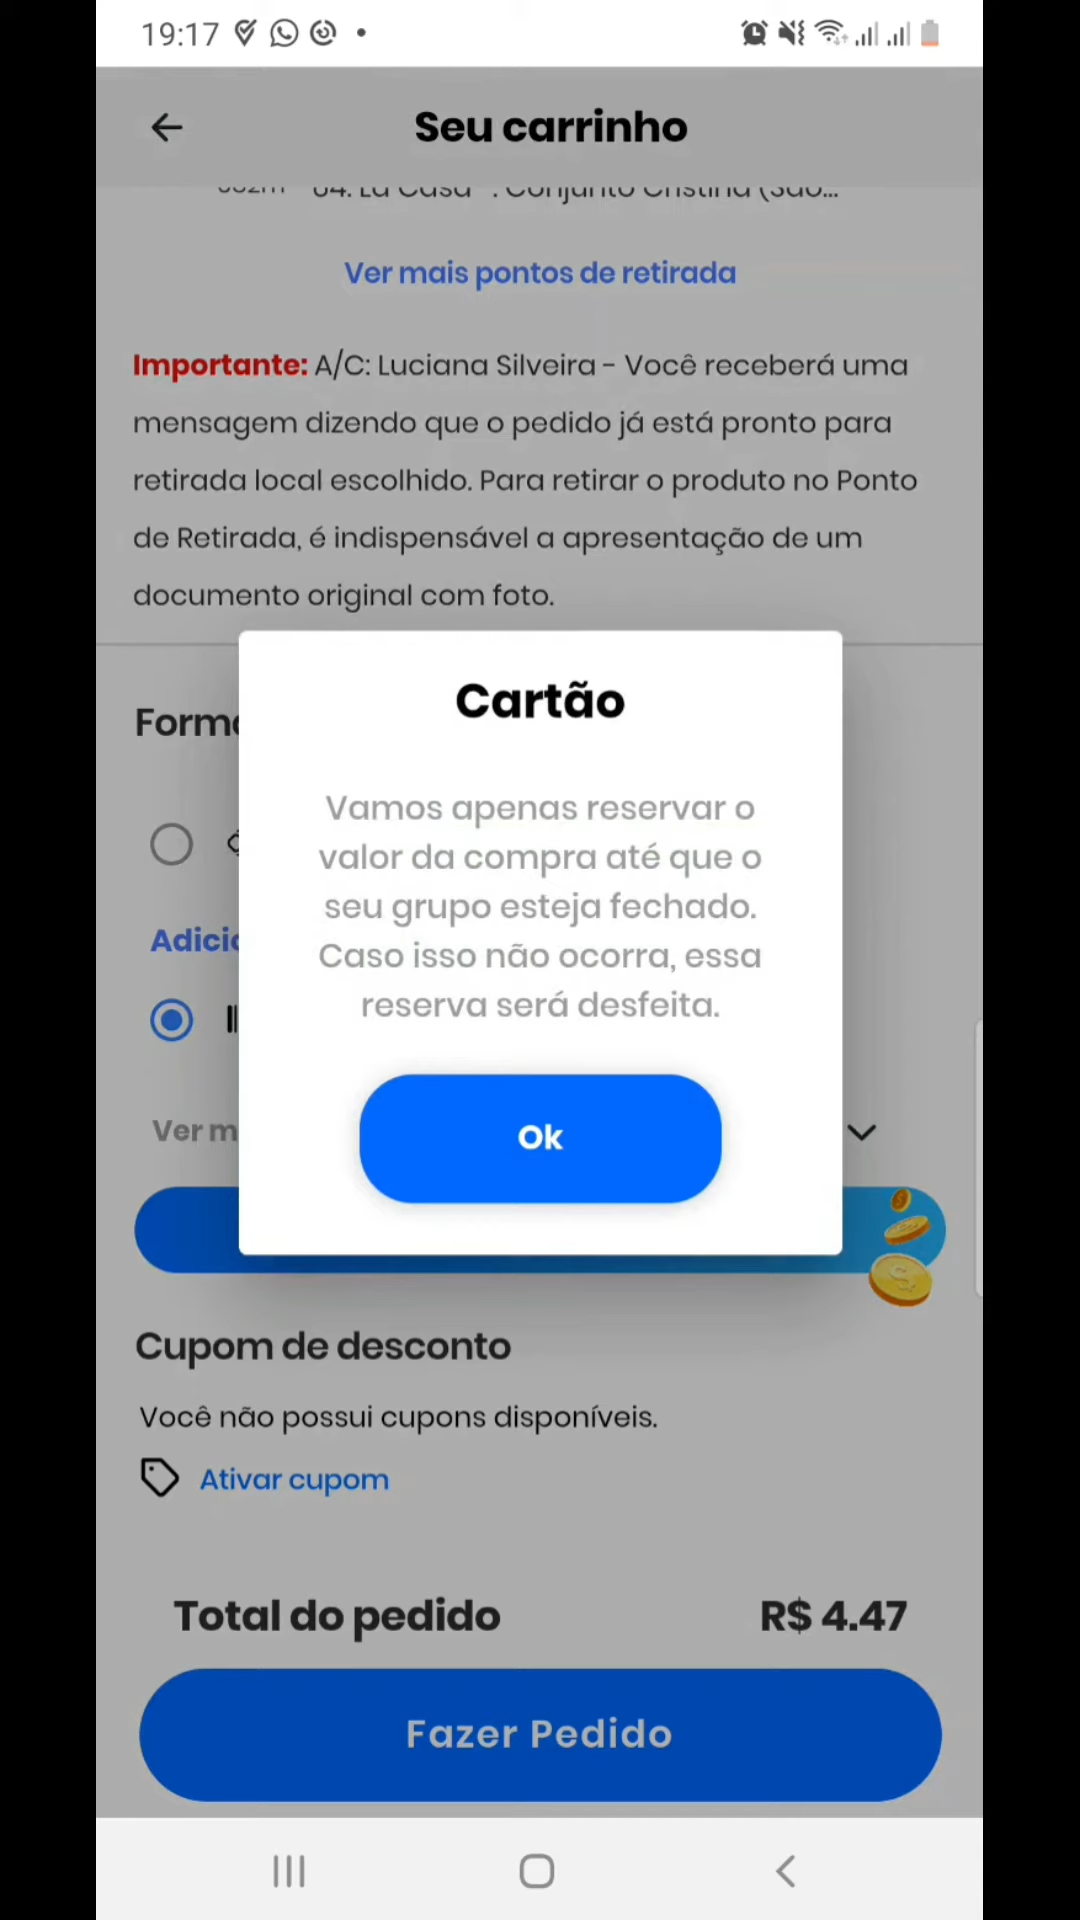 19:17
Seu carrinho
Ver mais pontos de retirada
Importante: A/C: Luciana Silveira - Você receberá uma
mensagem dizendo que o pedido já está pronto para
retirada local escolhido. Para retirar o produto no Ponto
de Retirada, é indispensável a apresentação de um
documento original com foto.
Cartão
Vamos apenas reservar o
valor da compra até que o
seu grupo esteja fechado.
Caso isso não ocorra, essa
reserva será desfeita.
Ok
Cupom de desconto
Você não possui cupons disponíveis.
Ativar cupom
Total do pedido R$ 4.47
Fazer Pedido